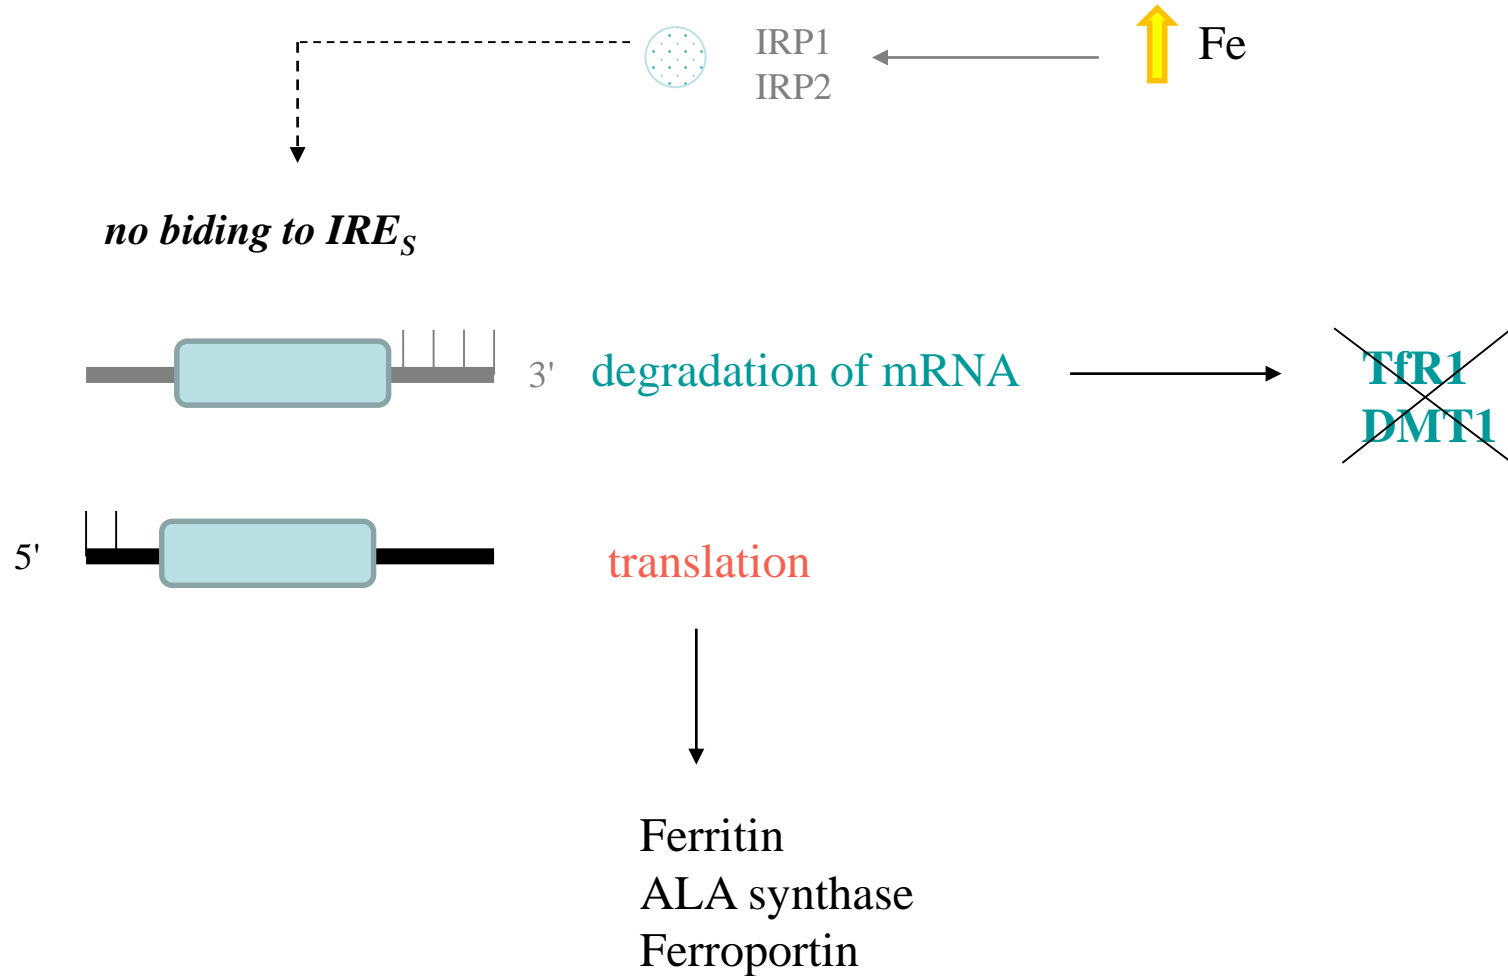 IRP1
IRP2
Fe
no biding to IRES
3'
degradation of mRNA
TfR1
DMT1
5'
translation
Ferritin
ALA synthase
Ferroportin